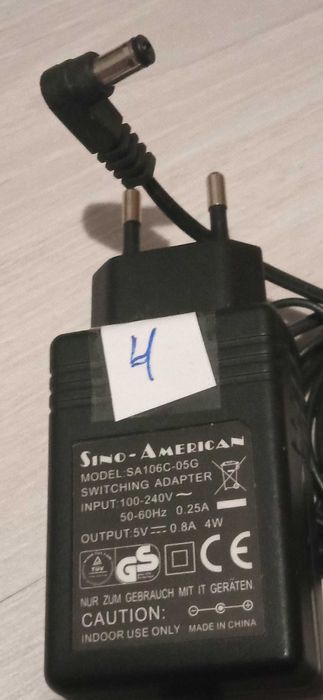 4
SINO-AMERICAN
MODEL:SA106C-05G
SWITCHING ADAPTER
INPUT:100-240V~
50-60Hz 0.25A
OUTPUT:5V⎓0.8A 4W
TÜV
GS
CE
NUR ZUM GEBRAUCH MIT IT GERÄTEN
CAUTION:
INDOOR USE ONLY MADE IN CHINA